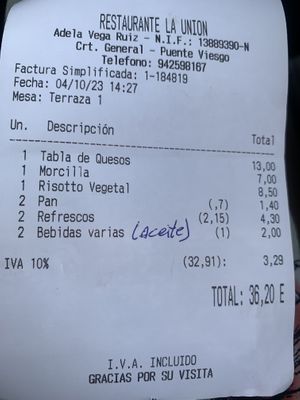 RESTAURANTE LA UNION
Adela Vega Ruiz - N.I.F.: 13889390-N
Crt. General - Puente Viesgo
Telefono: 942598167
Factura Simplificada: 1-184819
Fecha: 04/10/23 14:27
Mesa: Terraza 1
Un. Descripción Total
1 Tabla de Quesos 13,00
1 Morcilla 7,00
1 Risotto Vegetal 8,50
2 Pan (,7) 1,40
2 Refrescos (2,15) 4,30
2 Bebidas varias (Aceite) (1) 2,00
IVA 10% (32,91): 3,29
TOTAL: 36,20 E
I.V.A. INCLUIDO
GRACIAS POR SU VISITA